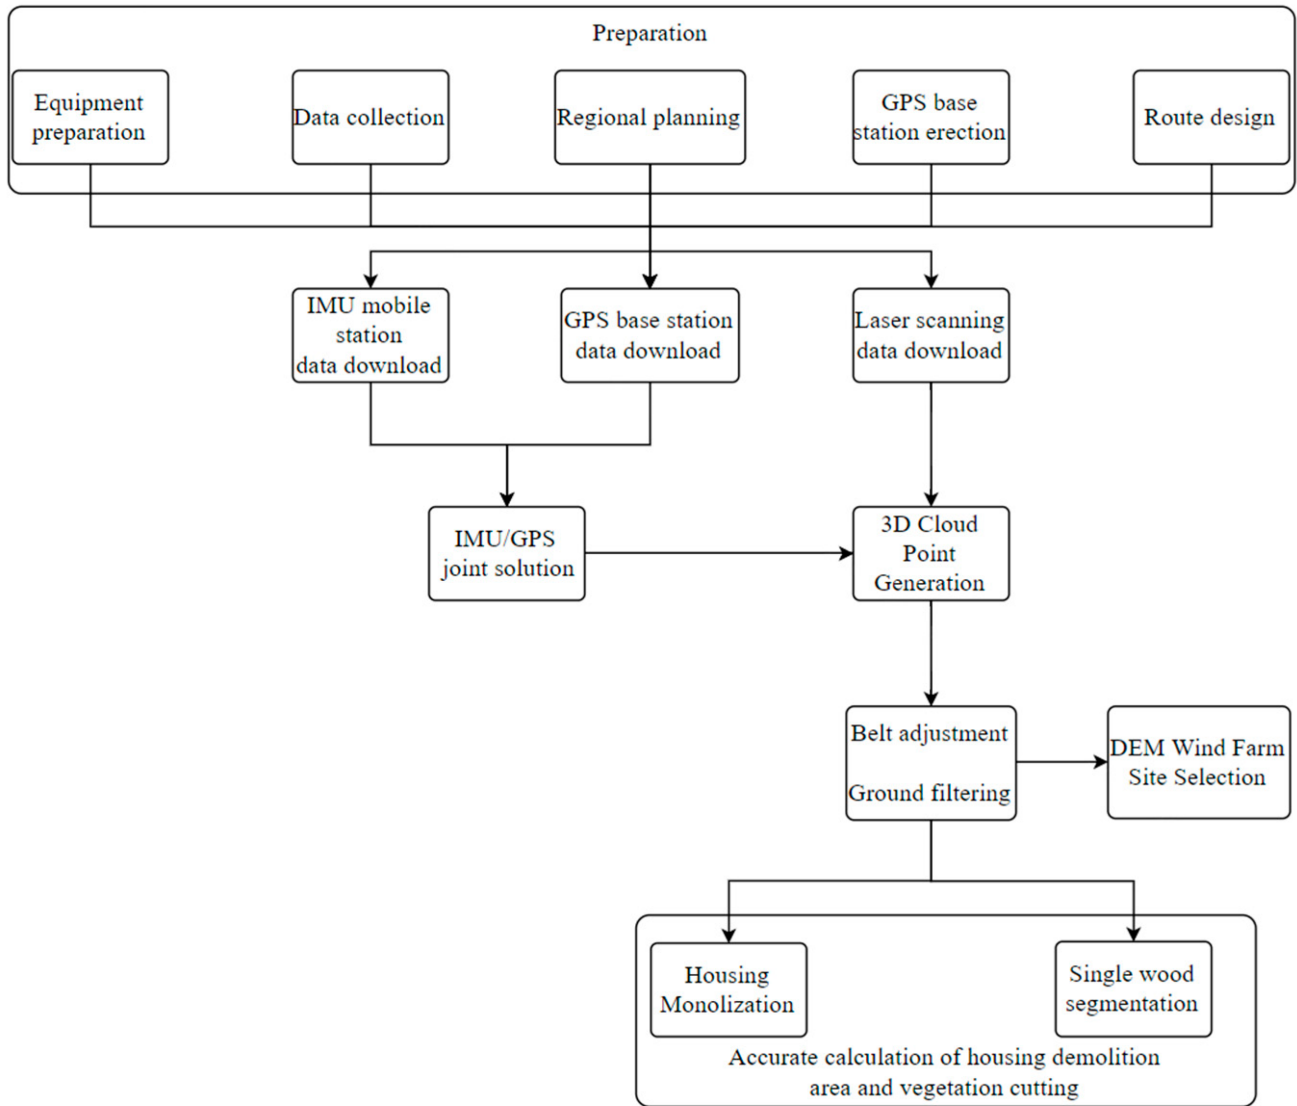 Preparation
Equipment
preparation
Data collection
Regional planning
GPS base
station erection
Route design
IMU mobile
station
data download
GPS base station
data download
Laser scanning
data download
IMU/GPS
joint solution
3D Cloud
Point
Generation
Belt adjustment
Ground filtering
DEM Wind Farm
Site Selection
Housing
Monolization
Single wood
segmentation
Accurate calculation of housing demolition
area and vegetation cutting